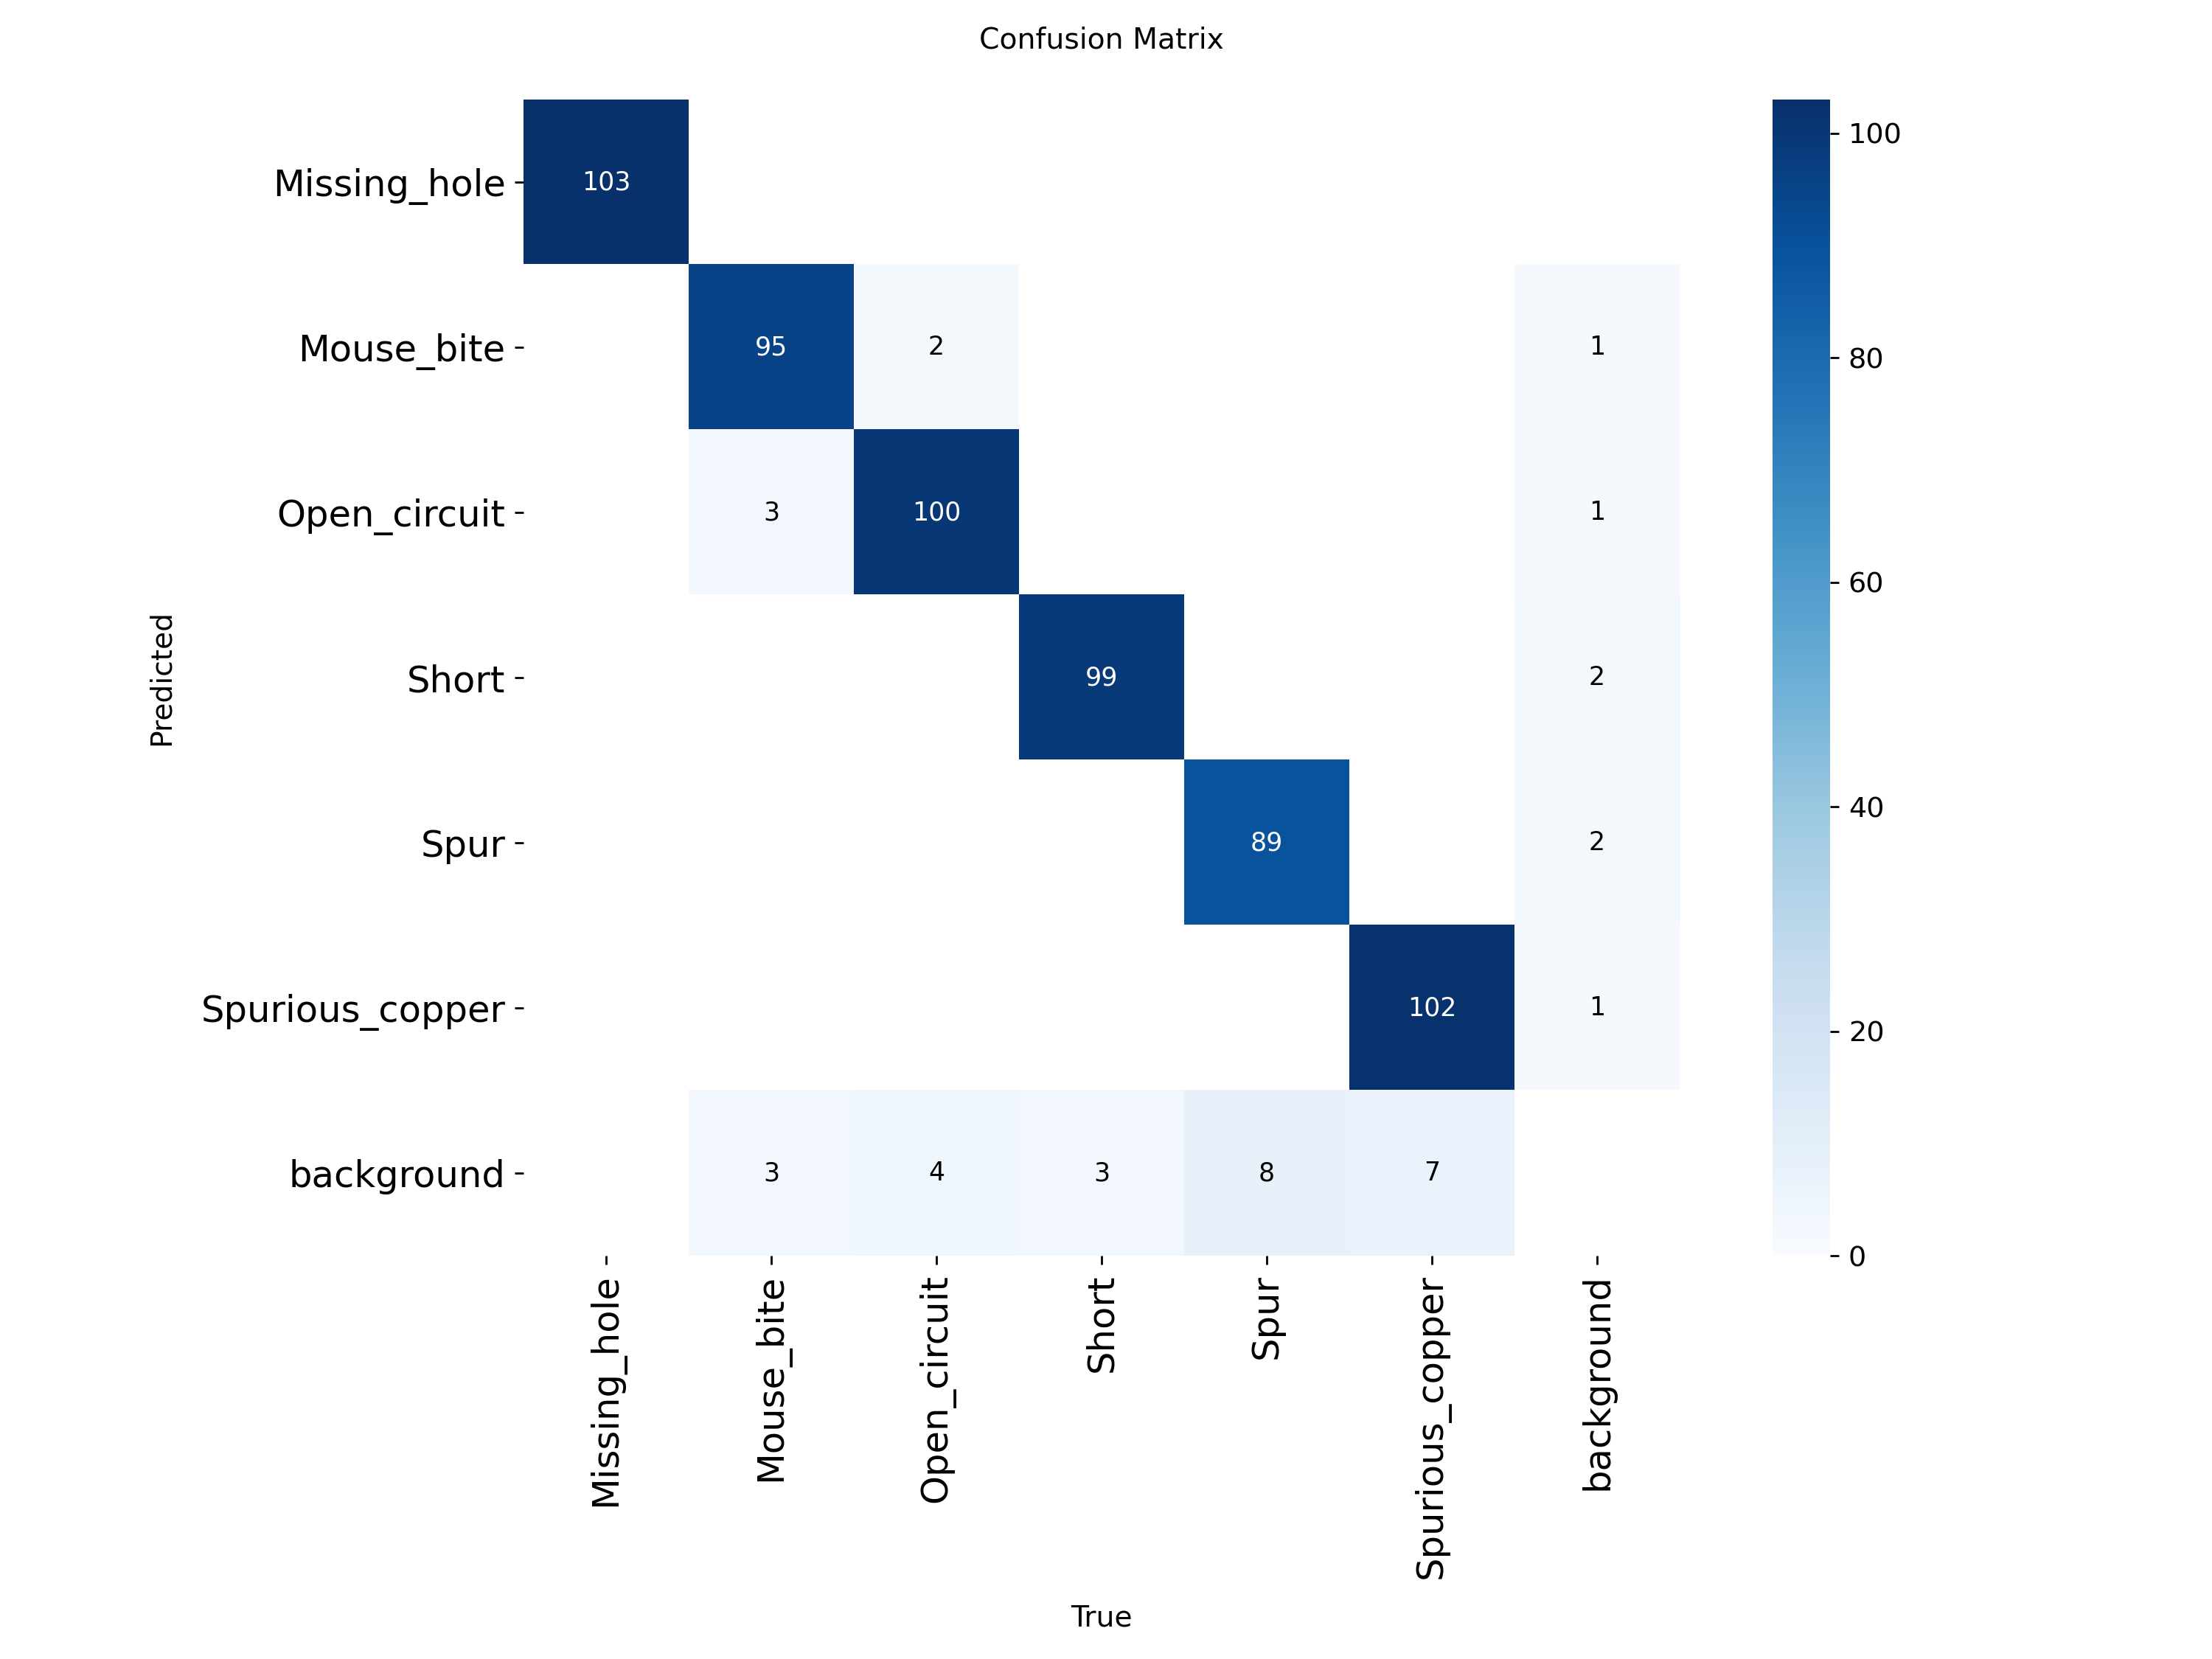 Confusion Matrix
Missing_hole
103
100
Mouse_bite
95
2
1
80
Open_circuit
3
100
1
60
Predicted
Short
99
2
Spur
89
2
40
Spurious_copper
102
1
20
background
3
4
3
8
7
0
Missing_hole
Mouse_bite
Open_circuit
Short
Spur
Spurious_copper
background
True